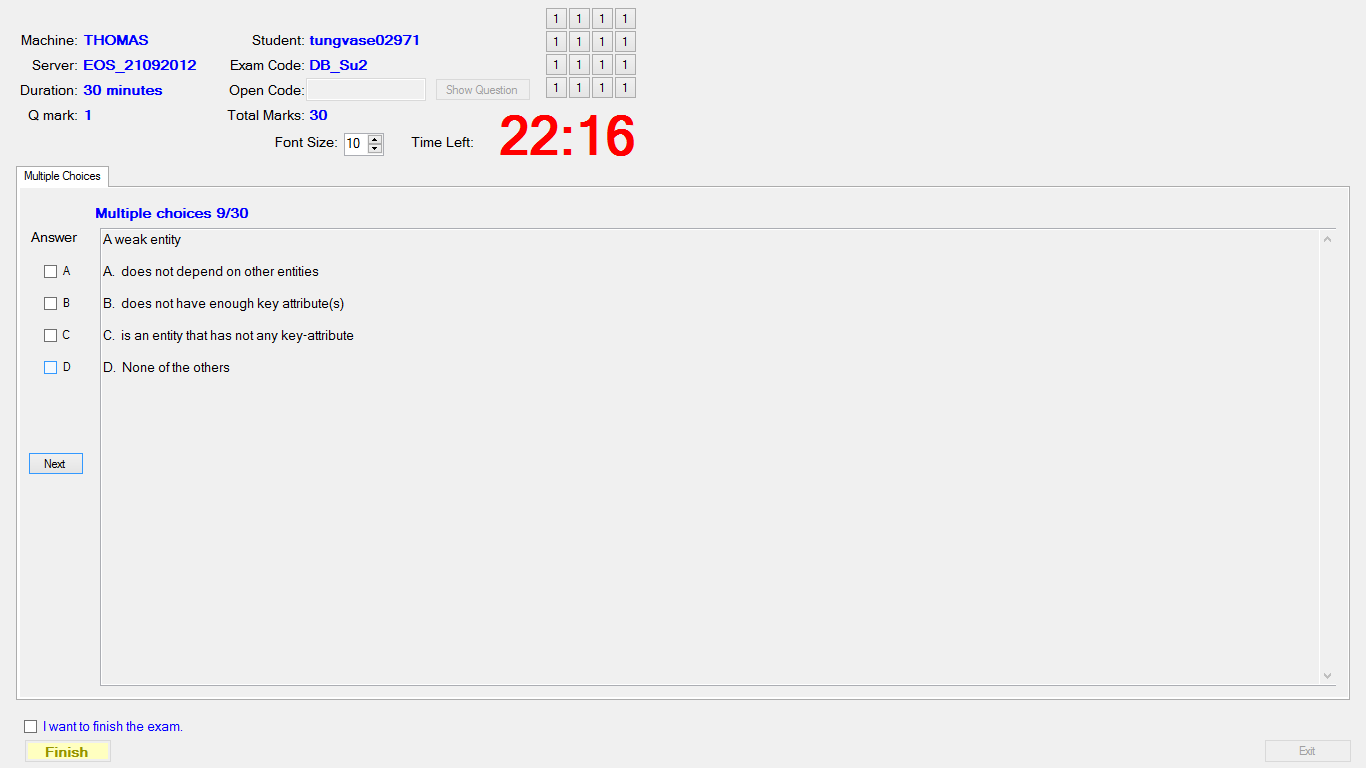 Machine: THOMAS Student: tungvase02971 1 1 1 1
Server: EOS_21092012 Exam Code: DB_Su2 1 1 1 1
Duration: 30 minutes Open Code: Show Question 1 1 1 1
Q mark: 1 Total Marks: 30 1 1 1 1
Font Size: 10 Time Left: 22:16
Multiple Choices
Multiple choices 9/30
Answer A weak entity
A A. does not depend on other entities
B B. does not have enough key attribute(s)
C C. is an entity that has not any key-attribute
D D. None of the others
Next
I want to finish the exam.
Finish Exit